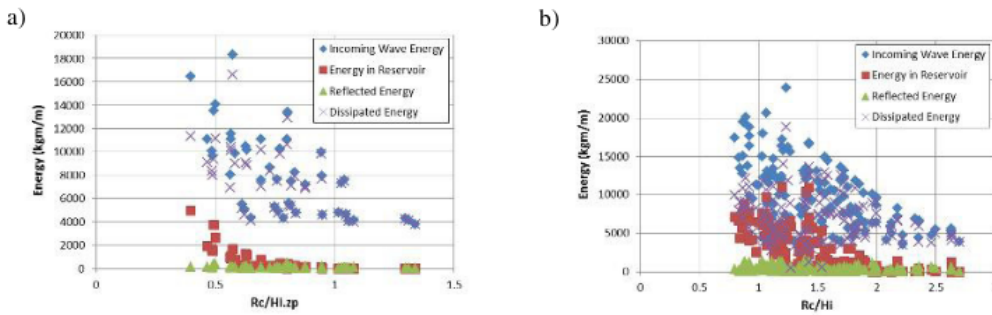 a)
20000
18000
16000
14000
12000
10000
8000
6000
4000
2000
0
Energy (kgm/m)
0
0.5
1
1.5
Rc/Hi.zp
Incoming Wave Energy
Energy in Reservoir
Reflected Energy
Dissipated Energy
b)
30000
25000
20000
15000
10000
5000
0
Energy (kgm/m)
0
0.5
1
1.5
2
2.5
Rc/Hi
Incoming Wave Energy
Energy in Reservoir
Reflected Energy
Dissipated Energy